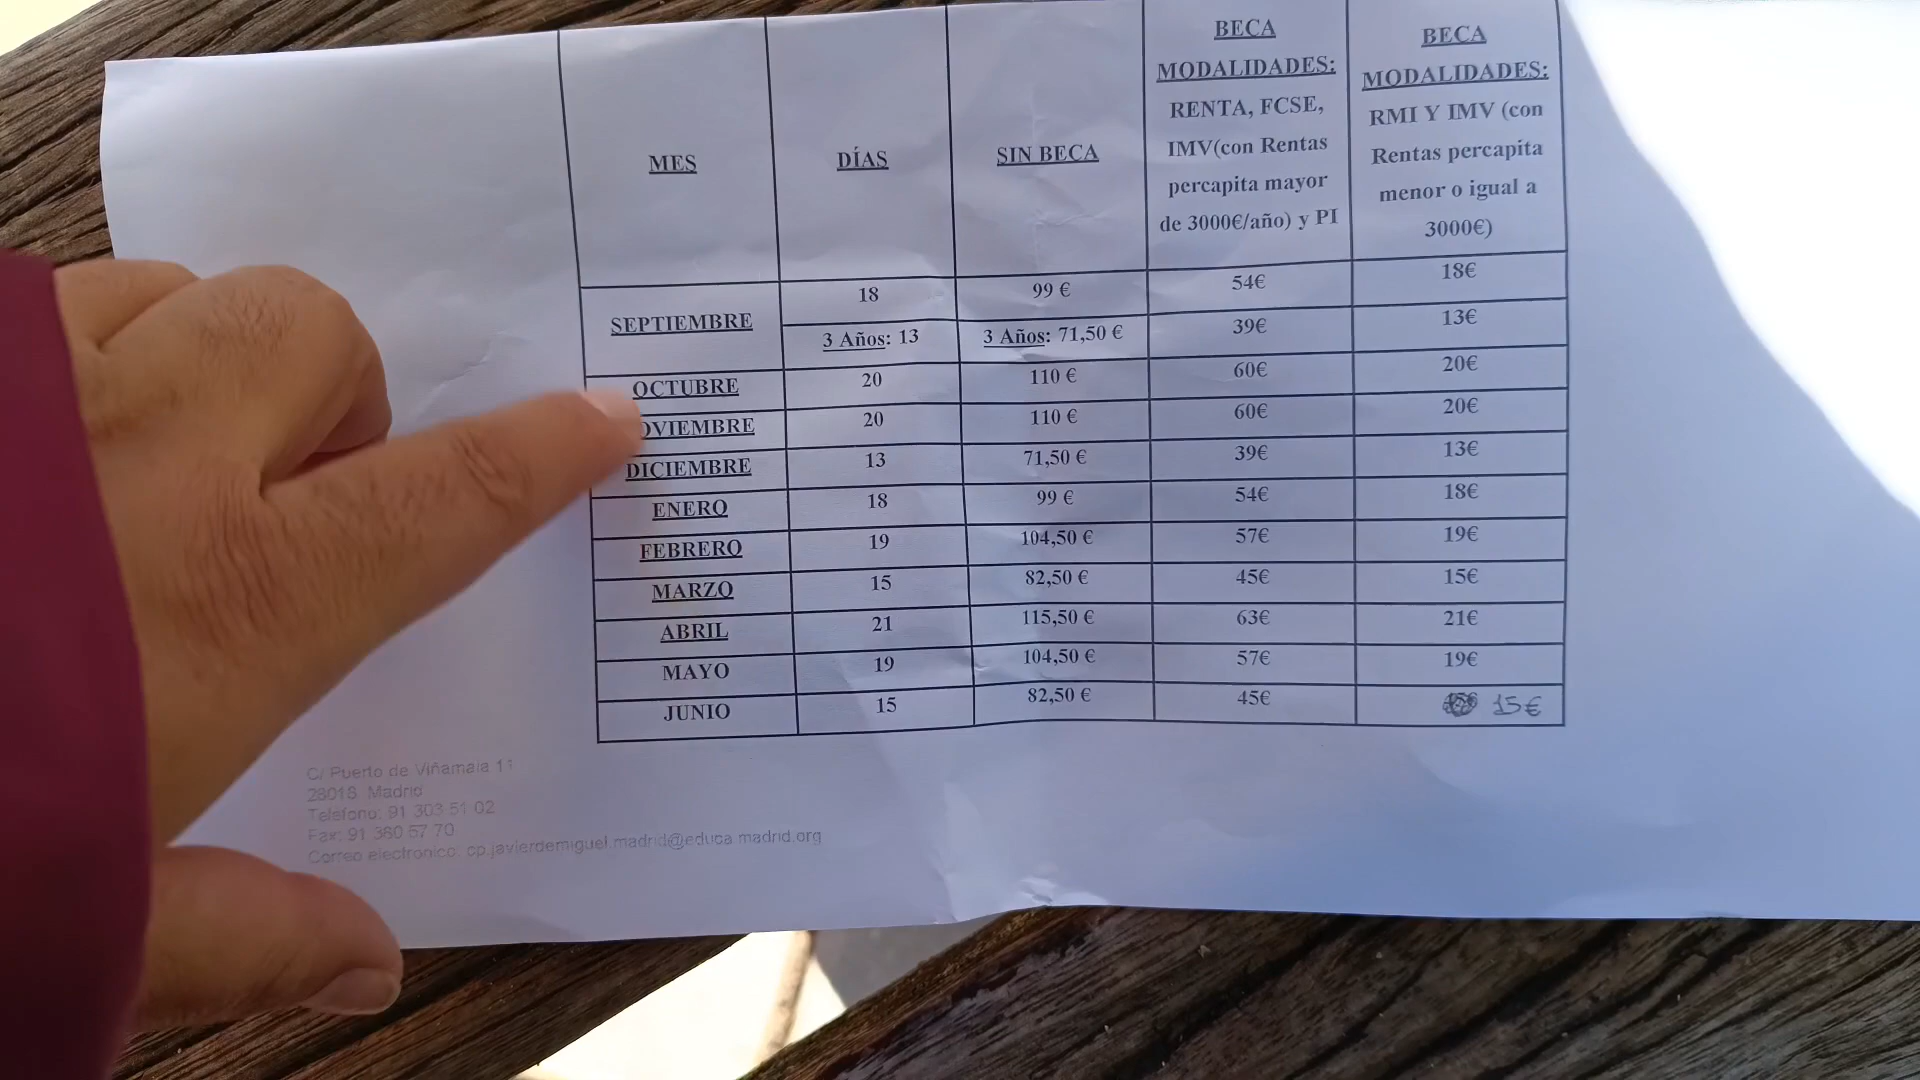 MES DÍAS SIN BECA BECA MODALIDADES: RENTA, FCSE, IMV(con Rentas percapita mayor de 3000€/año) y PI BECA MODALIDADES: RMI Y IMV (con Rentas percapita menor o igual a 3000€)
SEPTIEMBRE 18 99 € 54€ 18€
3 Años: 13 3 Años: 71,50 € 39€ 13€
OCTUBRE 20 110 € 60€ 20€
OVIEMBRE 20 110 € 60€ 20€
DICIEMBRE 13 71,50 € 39€ 13€
ENERO 18 99 € 54€ 18€
FEBRERO 19 104,50 € 57€ 19€
MARZO 15 82,50 € 45€ 15€
ABRIL 21 115,50 € 63€ 21€
MAYO 19 104,50 € 57€ 19€
JUNIO 15 82,50 € 45€ 15€
C/ Puerto de Viñamala 11
28018 Madrid
Telefono: 91 303 51 02
Fax: 91 380 57 70
Correo electronico: cp.javierdemiguel.madrid@educa.madrid.org